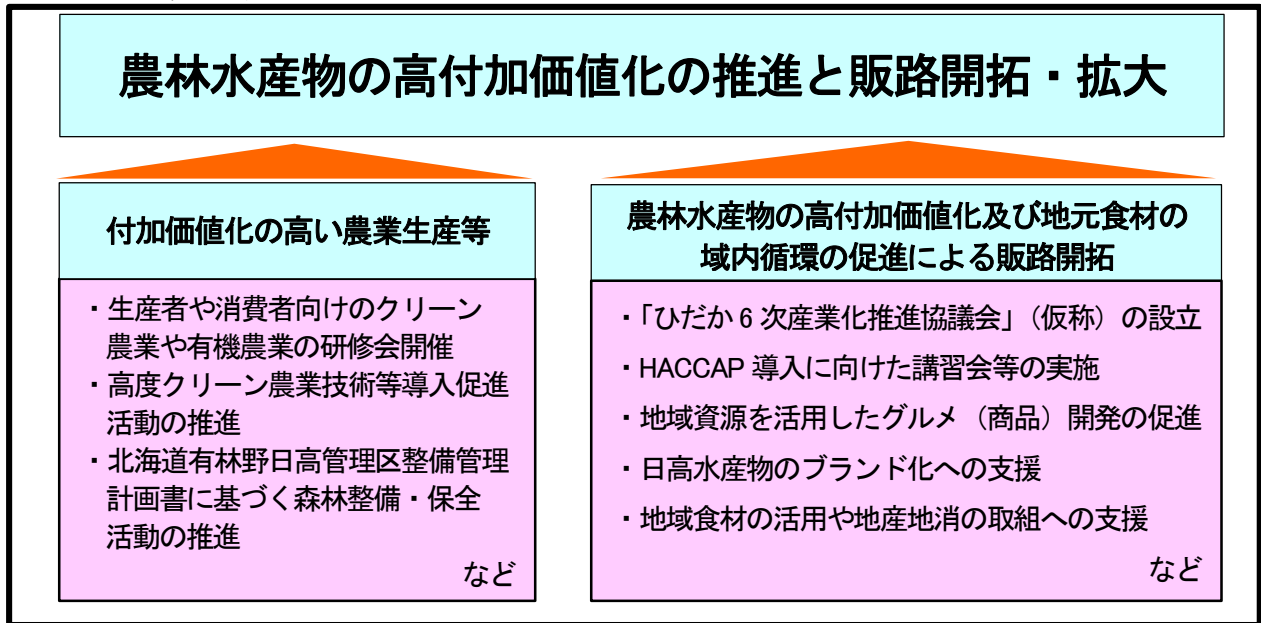 農林水産物の高付加価値化の推進と販路開拓・拡大
付加価値化の高い農業生産等
・生産者や消費者向けのクリーン
農業や有機農業の研修会開催
・高度クリーン農業技術等導入促進
活動の推進
・北海道有林野日高管理区整備管理
計画書に基づく森林整備・保全
活動の推進
など
農林水産物の高付加価値化及び地元食材の
域内循環の促進による販路開拓
・「ひだか6次産業化推進協議会」（仮称）の設立
・HACCAP 導入に向けた講習会等の実施
・地域資源を活用したグルメ（商品）開発の促進
・日高水産物のブランド化への支援
・地域食材の活用や地産地消の取組への支援
など